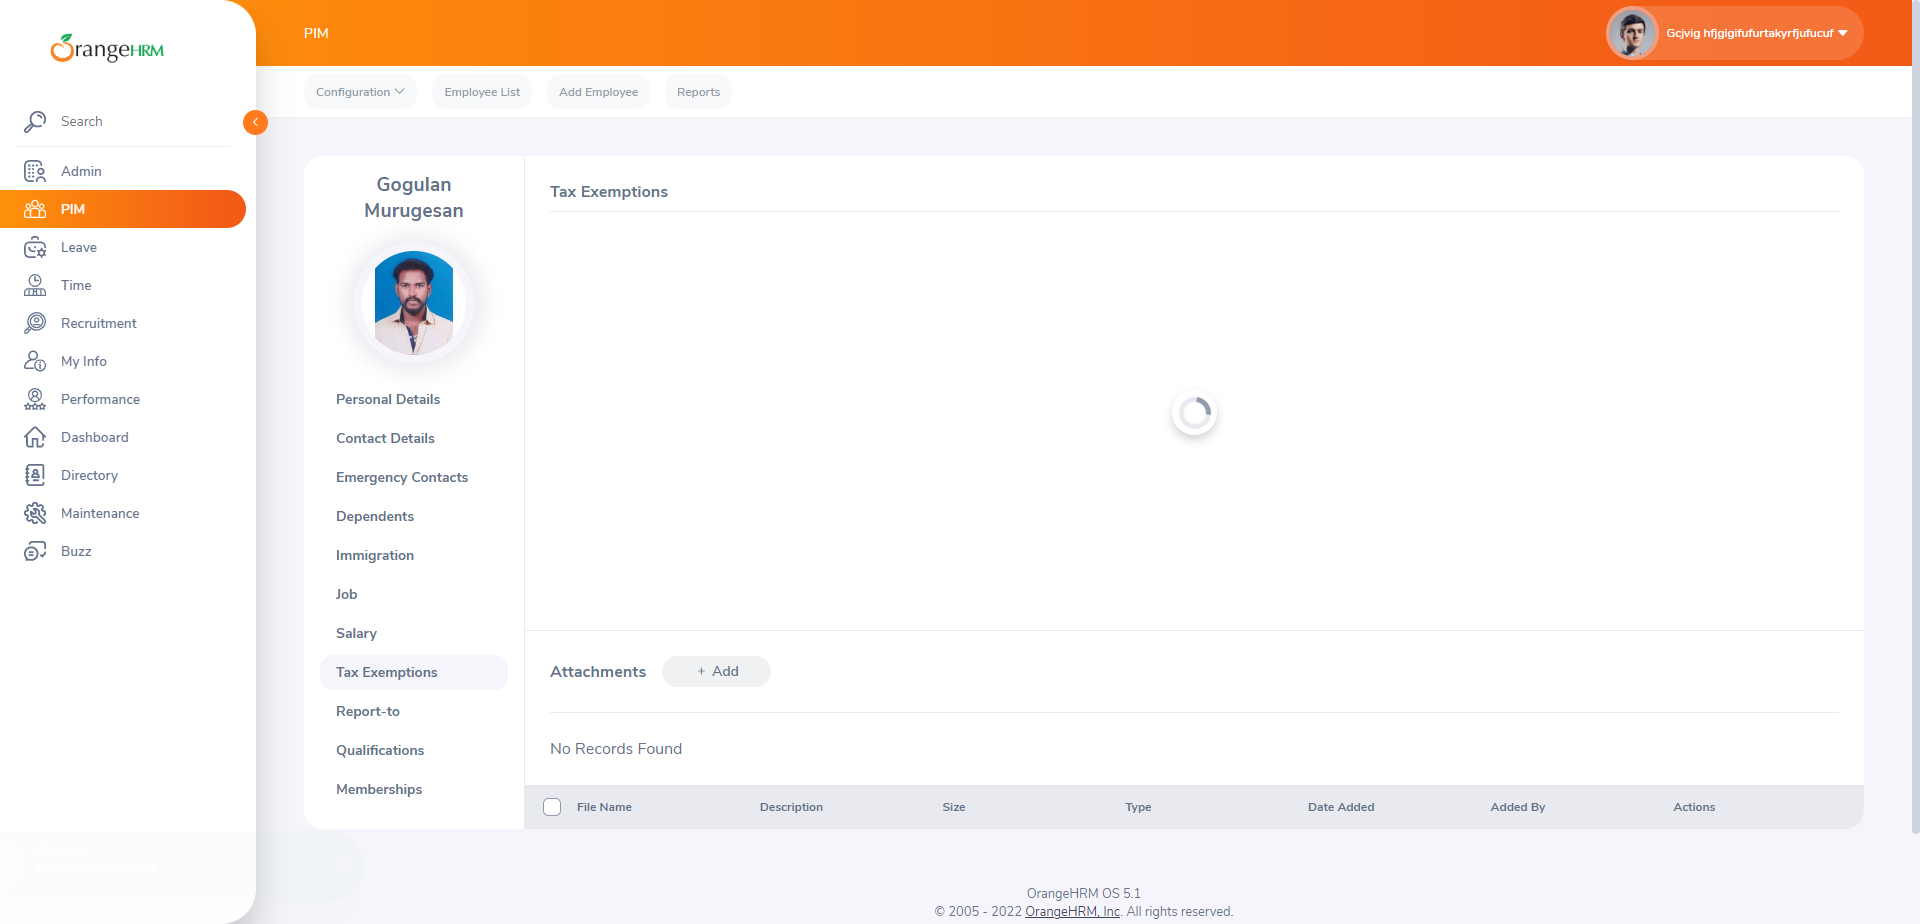 OrangeHRM
PIM
Gcjvig hfjgigifufurtakyrfjufucuf
Configuration
Employee List
Add Employee
Reports
Search
Admin
PIM
Leave
Time
Recruitment
My Info
Performance
Dashboard
Directory
Maintenance
Buzz
Gogulan
Murugesan
Personal Details
Contact Details
Emergency Contacts
Dependents
Immigration
Job
Salary
Tax Exemptions
Report-to
Qualifications
Memberships
Tax Exemptions
Attachments
+ Add
No Records Found
File Name Description Size Type Date Added Added By Actions
OrangeHRM OS 5.1
© 2005 - 2022 OrangeHRM, Inc. All rights reserved.